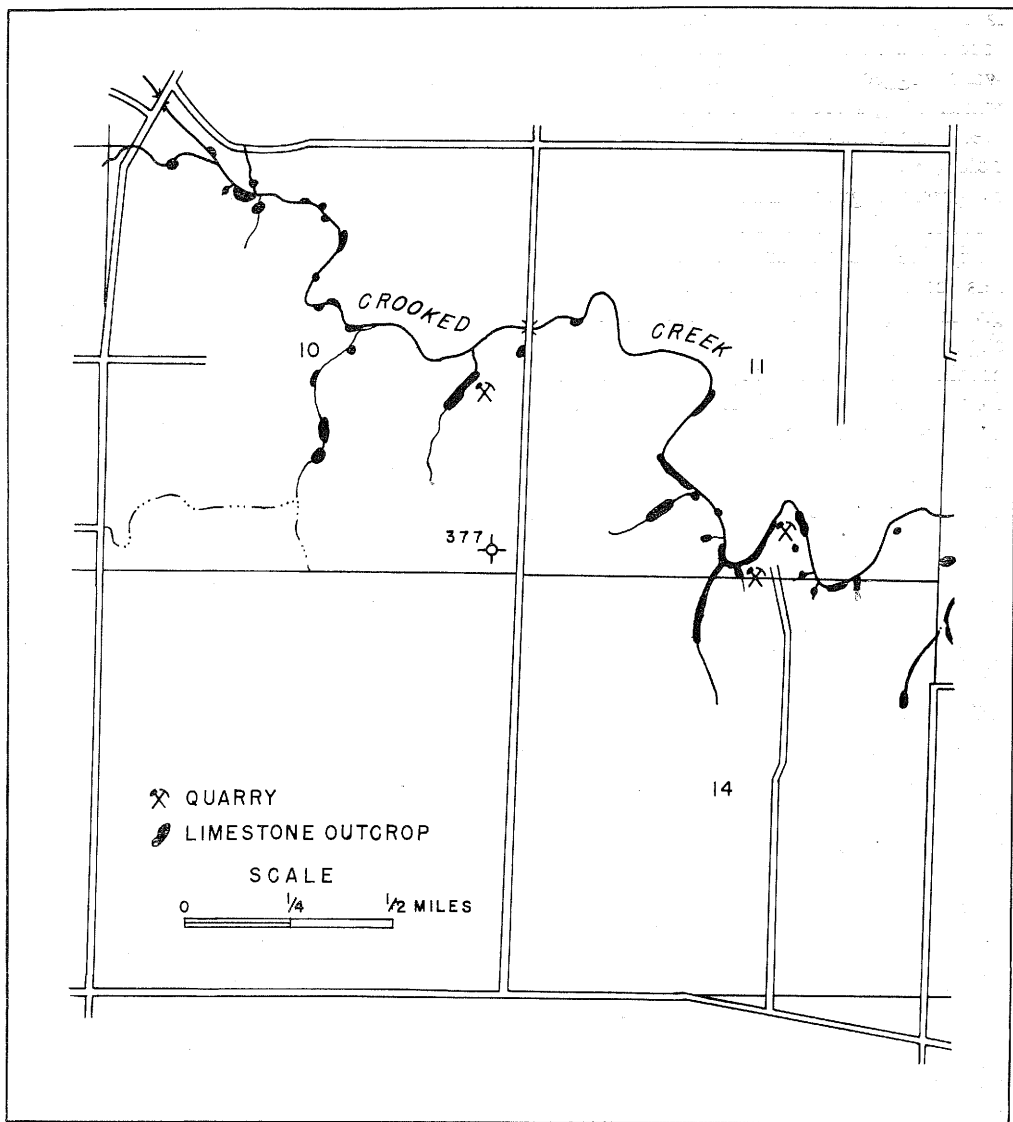 CROOKED
CREEK
10
11
377
14
QUARRY
LIMESTONE OUTCROP
SCALE
0 1/4 1/2 MILES